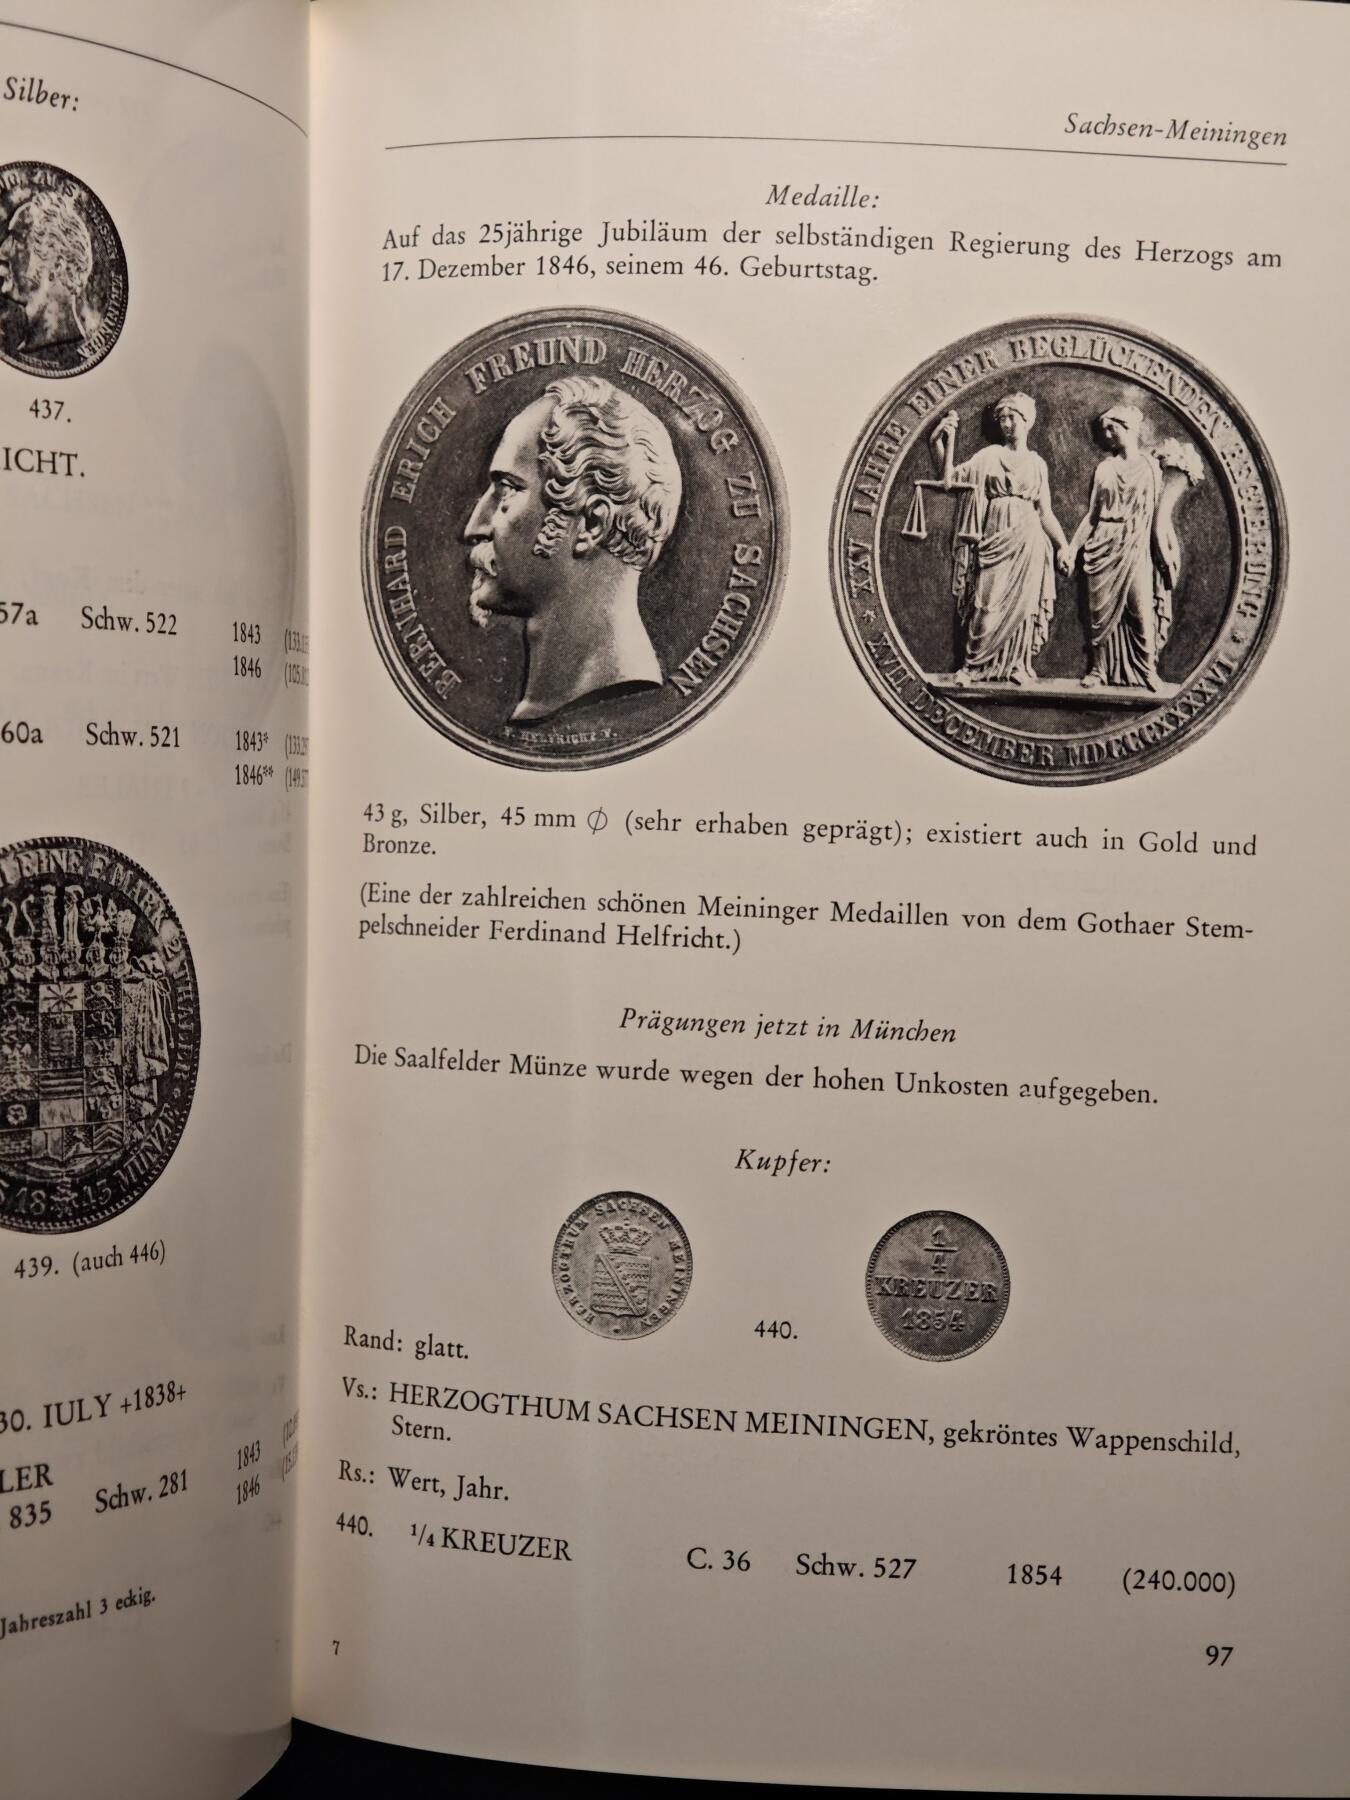 Silber:
437.
ICHT.
57a Schw. 522 1843
1846
60a Schw. 521 1843*
1846**
439. (auch 446)
30. IULY +1838+
LER
835 Schw. 281 1843
1846
Jahreszahl 3 eckig.
Sachsen-Meiningen
Medaille:
Auf das 25jährige Jubiläum der selbständigen Regierung des Herzogs am
17. Dezember 1846, seinem 46. Geburtstag.
BERNHARD ERICH FREUND HERZOG ZU SACHSEN
F. HELFRICHT F.
* XXV IAHRE EINER BEGLÜCKENDEN REGIERUNG *
XVII DECEMBER MDCCCXXXXVI
43 g, Silber, 45 mm ∅ (sehr erhaben geprägt); existiert auch in Gold und
Bronze.
(Eine der zahlreichen schönen Meininger Medaillen von dem Gothaer Stem-
pelschneider Ferdinand Helfricht.)
Prägungen jetzt in München
Die Saalfelder Münze wurde wegen der hohen Unkosten aufgegeben.
Kupfer:
HERZOGTHUM SACHSEN MEININGEN
1
4
KREUZER
1854
440.
Rand: glatt.
Vs.: HERZOGTHUM SACHSEN MEININGEN, gekröntes Wappenschild,
Stern.
Rs.: Wert, Jahr.
440. 1/4 KREUZER C. 36 Schw. 527 1854 (240.000)
7 97